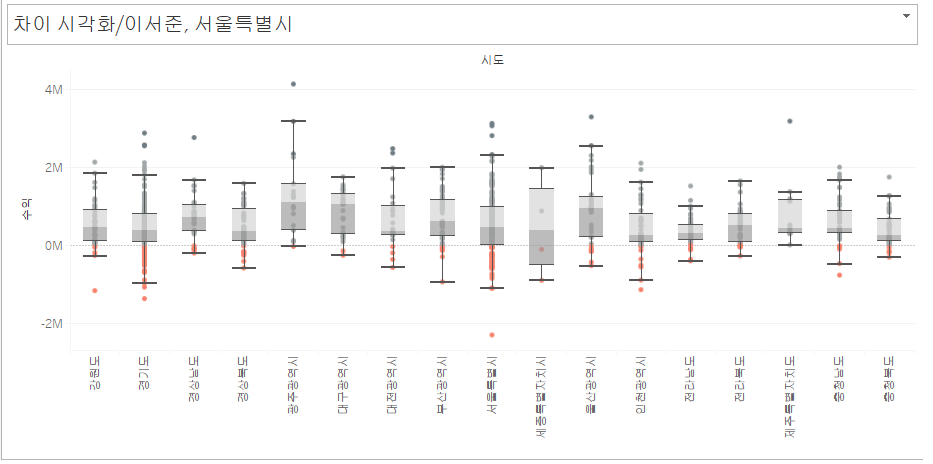 차이 시각화/이서준, 서울특별시
시도
4M
2M
0M
-2M
수익
강원도
경기도
경상남도
경상북도
광주광역시
대구광역시
대전광역시
부산광역시
서울특별시
세종특별자치시
울산광역시
인천광역시
전라남도
전라북도
제주특별자치도
충청남도
충청북도